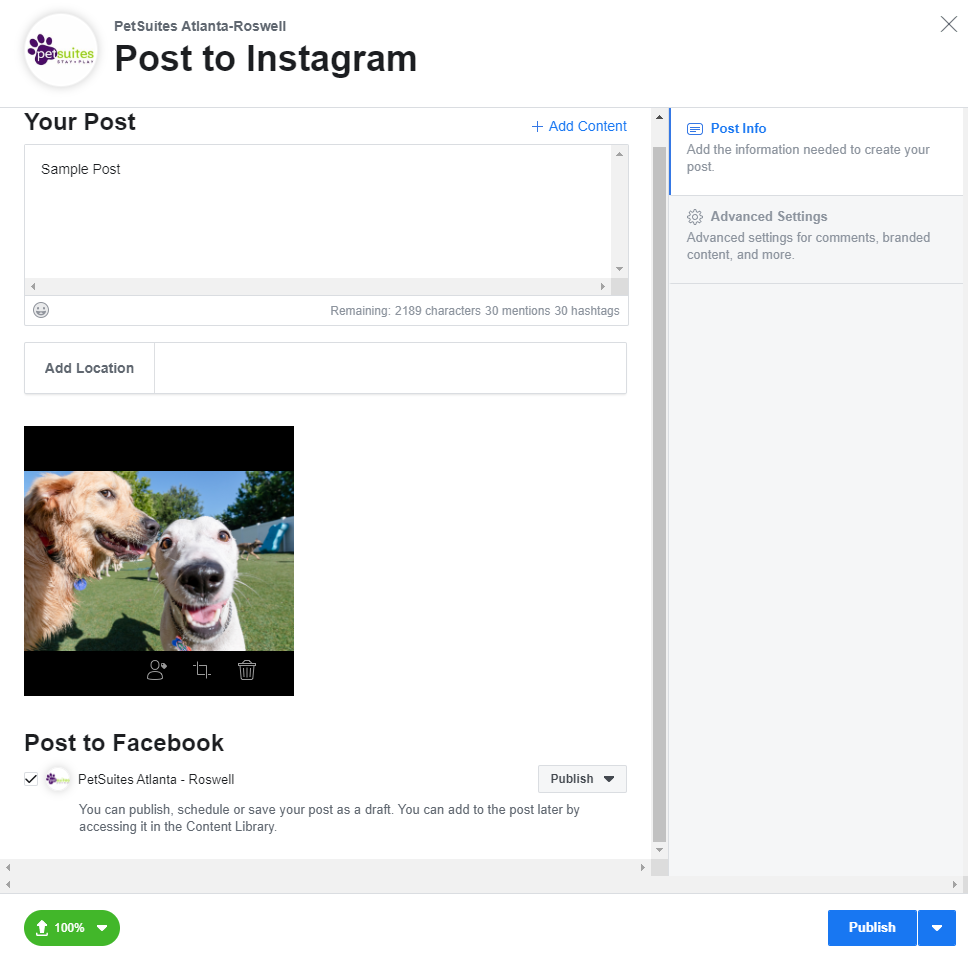 PetSuites Atlanta-Roswell
petsuites
STAY • PLAY
Post to Instagram
Your Post
+ Add Content
Sample Post
Remaining: 2189 characters 30 mentions 30 hashtags
Add Location
Post to Facebook
PetSuites Atlanta - Roswell
Publish
You can publish, schedule or save your post as a draft. You can add to the post later by
accessing it in the Content Library.
Post Info
Add the information needed to create your
post.
Advanced Settings
Advanced settings for comments, branded
content, and more.
100%
Publish